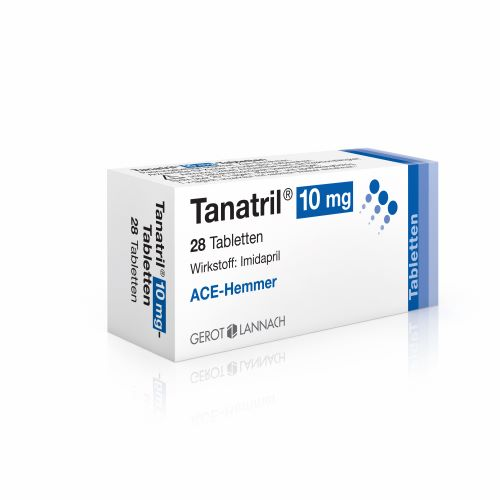 Tanatril® 10 mg
28 Tabletten
Wirkstoff: Imidapril
ACE-Hemmer
GEROT LANNACH
Tabletten
Tanatril® 10 mg-
Tabletten
28 Tabletten